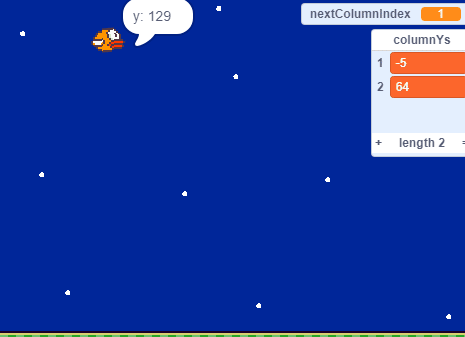 y: 129
nextColumnIndex 1
columnYs
1 -5
2 64
+ length 2 =